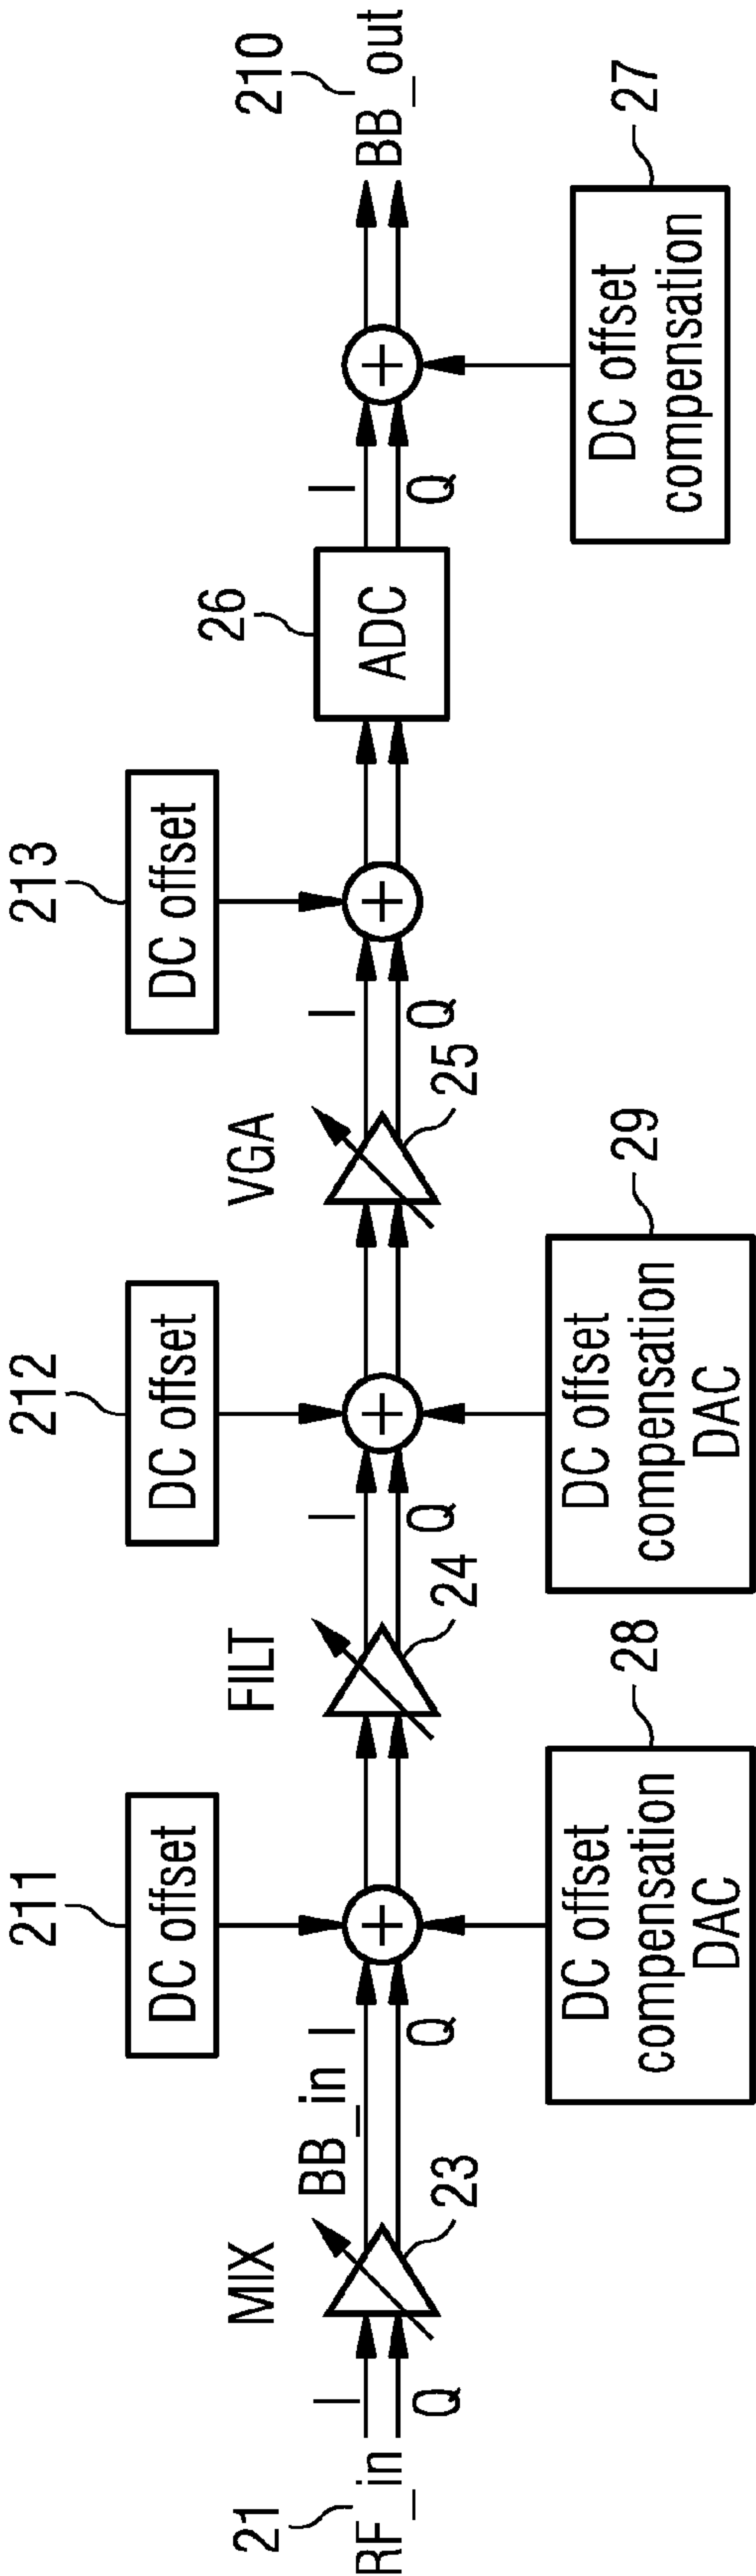 21
RF_in
I
Q
MIX
23
BB_in
I
Q
211
DC offset
28
DC offset
compensation
DAC
FILT
24
I
Q
212
DC offset
29
DC offset
compensation
DAC
VGA
25
I
Q
213
DC offset
26
ADC
I
Q
27
DC offset
compensation
210
BB_out